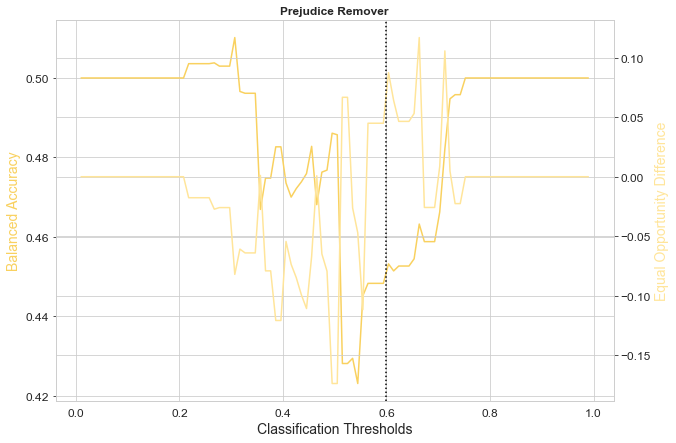 Prejudice Remover
Balanced Accuracy
0.50
0.48
0.46
0.44
0.42
0.10
0.05
0.00
−0.05
−0.10
−0.15
Equal Opportunity Difference
0.0 0.2 0.4 0.6 0.8 1.0
Classification Thresholds